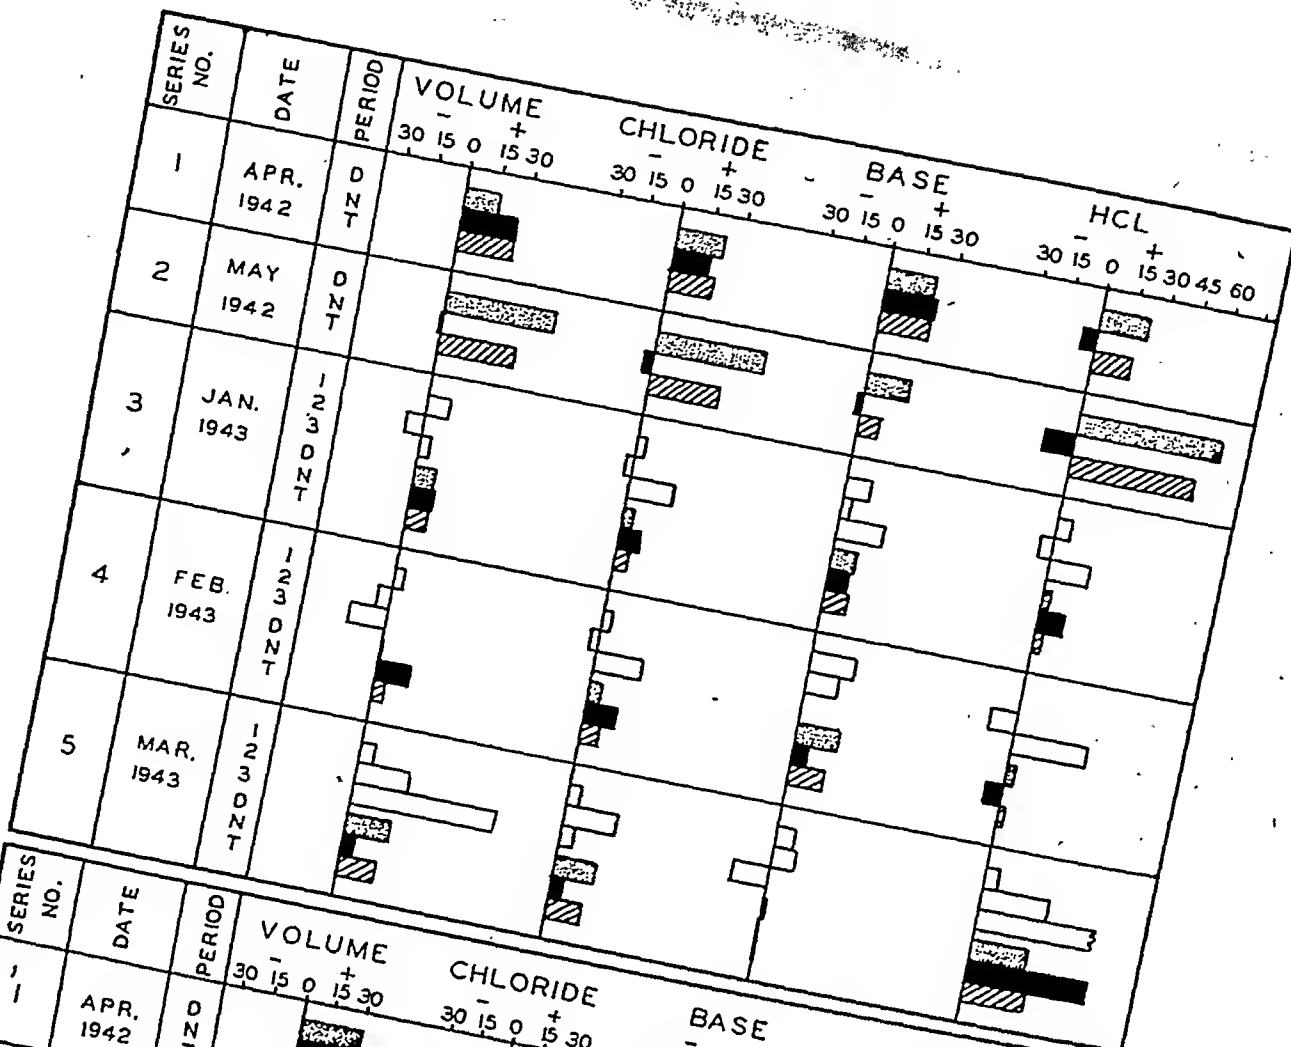 SERIES NO.
DATE
PERIOD
VOLUME
- +
30 15 0 15 30
CHLORIDE
- +
30 15 0 15 30
BASE
- +
30 15 0 15 30
HCL
- +
30 15 0 15 30 45 60
1
APR.
1942
D
N
T
2
MAY
1942
D
N
T
3
JAN.
1943
1
2
3
D
N
T
4
FEB.
1943
1
2
3
D
N
T
5
MAR.
1943
1
2
3
D
N
T
SERIES NO.
DATE
PERIOD
VOLUME
- +
30 15 0 15 30
CHLORIDE
- +
30 15 0 15 30
BASE
-
1
APR.
1942
D
N